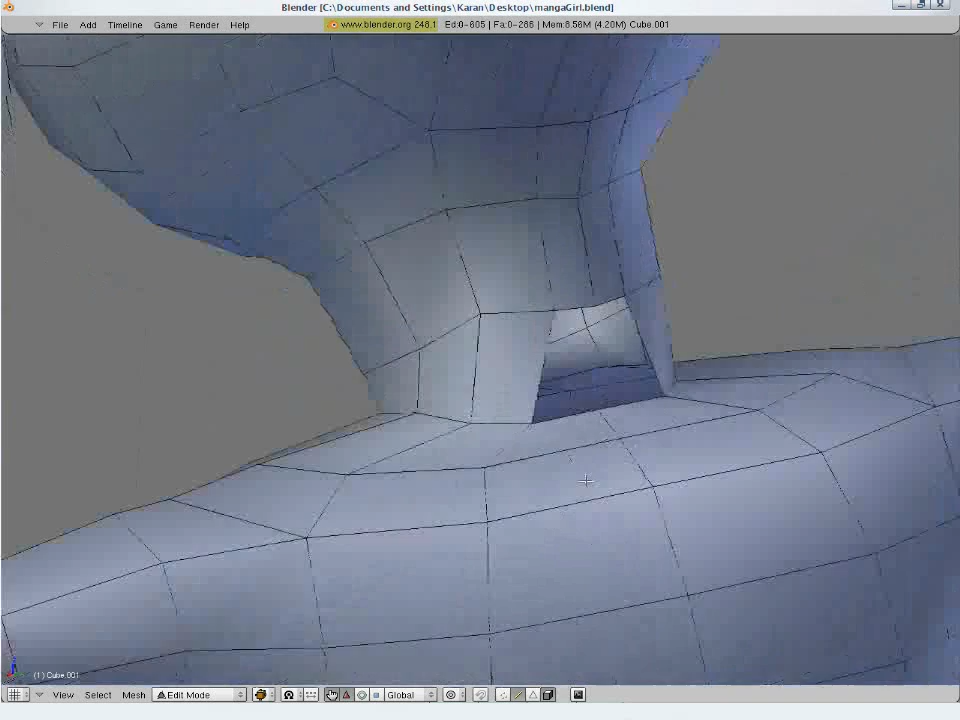 Blender [C:\Documents and Settings\Karan\Desktop\mangaGirl.blend]
File Add Timeline Game Render Help www.blender.org 248.1 Ed:0-605 | Fa:0-266 | Mem:8.56M (4.20M) Cube.001
(1) Cube.001
View Select Mesh Edit Mode Global